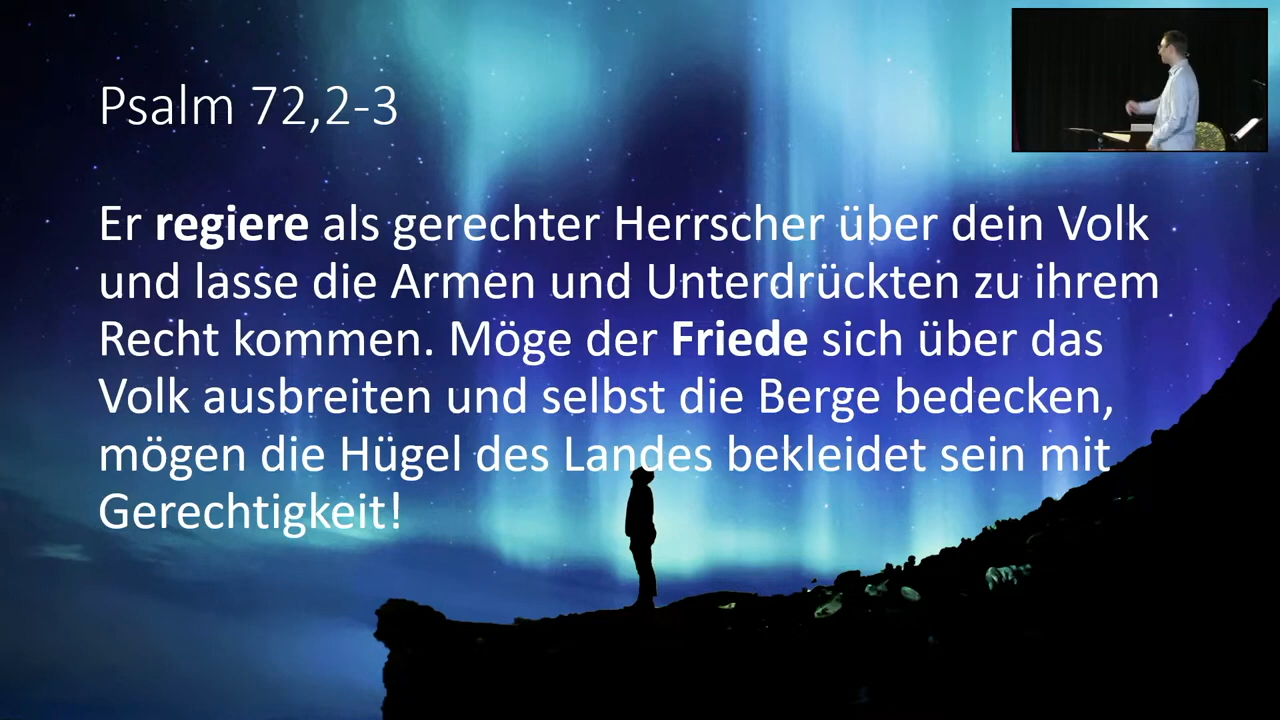 Psalm 72,2-3
Er regiere als gerechter Herrscher über dein Volk
und lasse die Armen und Unterdrückten zu ihrem
Recht kommen. Möge der Friede sich über das
Volk ausbreiten und selbst die Berge bedecken,
mögen die Hügel des Landes bekleidet sein mit
Gerechtigkeit!